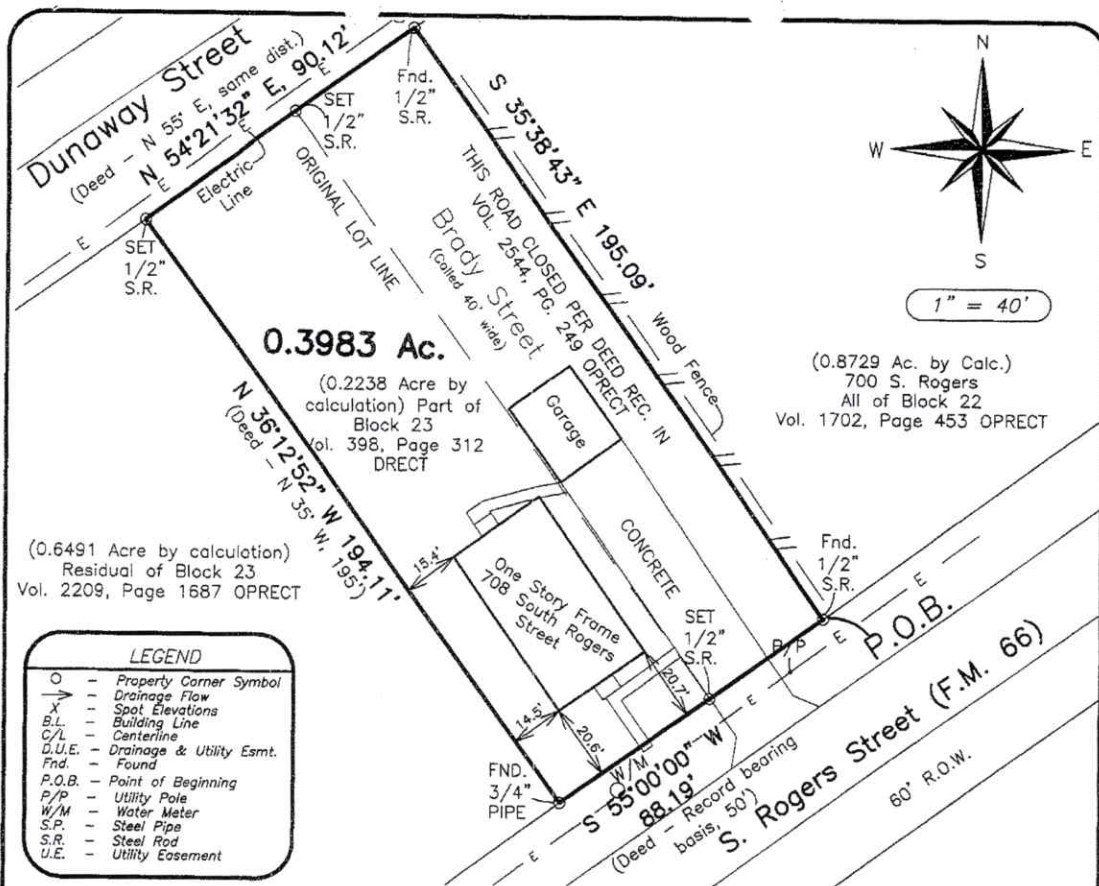 Dunaway Street
(Deed - N 55° E, same dist.)
N 54°21'32" E, 90.12'
E
E
E
E
E
Electric
Line
SET
1/2"
S.R.
SET
1/2"
S.R.
Fnd.
1/2"
S.R.
S 35°38'43" E 195.09'
THIS ROAD CLOSED PER DEED REC. IN
VOL. 2544, PG. 249 OPRECT
Brady Street
(Called 40' wide)
ORIGINAL LOT LINE
Wood Fence
N
W
E
S
1" = 40'
(0.8729 Ac. by Calc.)
700 S. Rogers
All of Block 22
Vol. 1702, Page 453 OPRECT
0.3983 Ac.
(0.2238 Acre by
calculation) Part of
Block 23
Vol. 398, Page 312
DRECT
N 36°12'52" W 194.11'
(Deed - N 35° W, 195')
(0.6491 Acre by calculation)
Residual of Block 23
Vol. 2209, Page 1687 OPRECT
Garage
CONCRETE
15.4'
One Story Frame
708 South Rogers
Street
14.5'
20.6'
20.7'
SET
1/2"
S.R.
Fnd.
1/2"
S.R.
P.O.B.
E
E
E
E
E
W/M
FND.
3/4"
PIPE
S 55°00'00" W
88.19'
(Deed - Record bearing
basis, 50')
S. Rogers Street (F.M. 66)
60' R.O.W.
LEGEND
O - Property Corner Symbol
→ - Drainage Flow
X - Spot Elevations
B.L. - Building Line
C/L - Centerline
D.U.E. - Drainage & Utility Esmt.
Fnd. - Found
P.O.B. - Point of Beginning
P/P - Utility Pole
W/M - Water Meter
S.P. - Steel Pipe
S.R. - Steel Rod
U.E. - Utility Easement